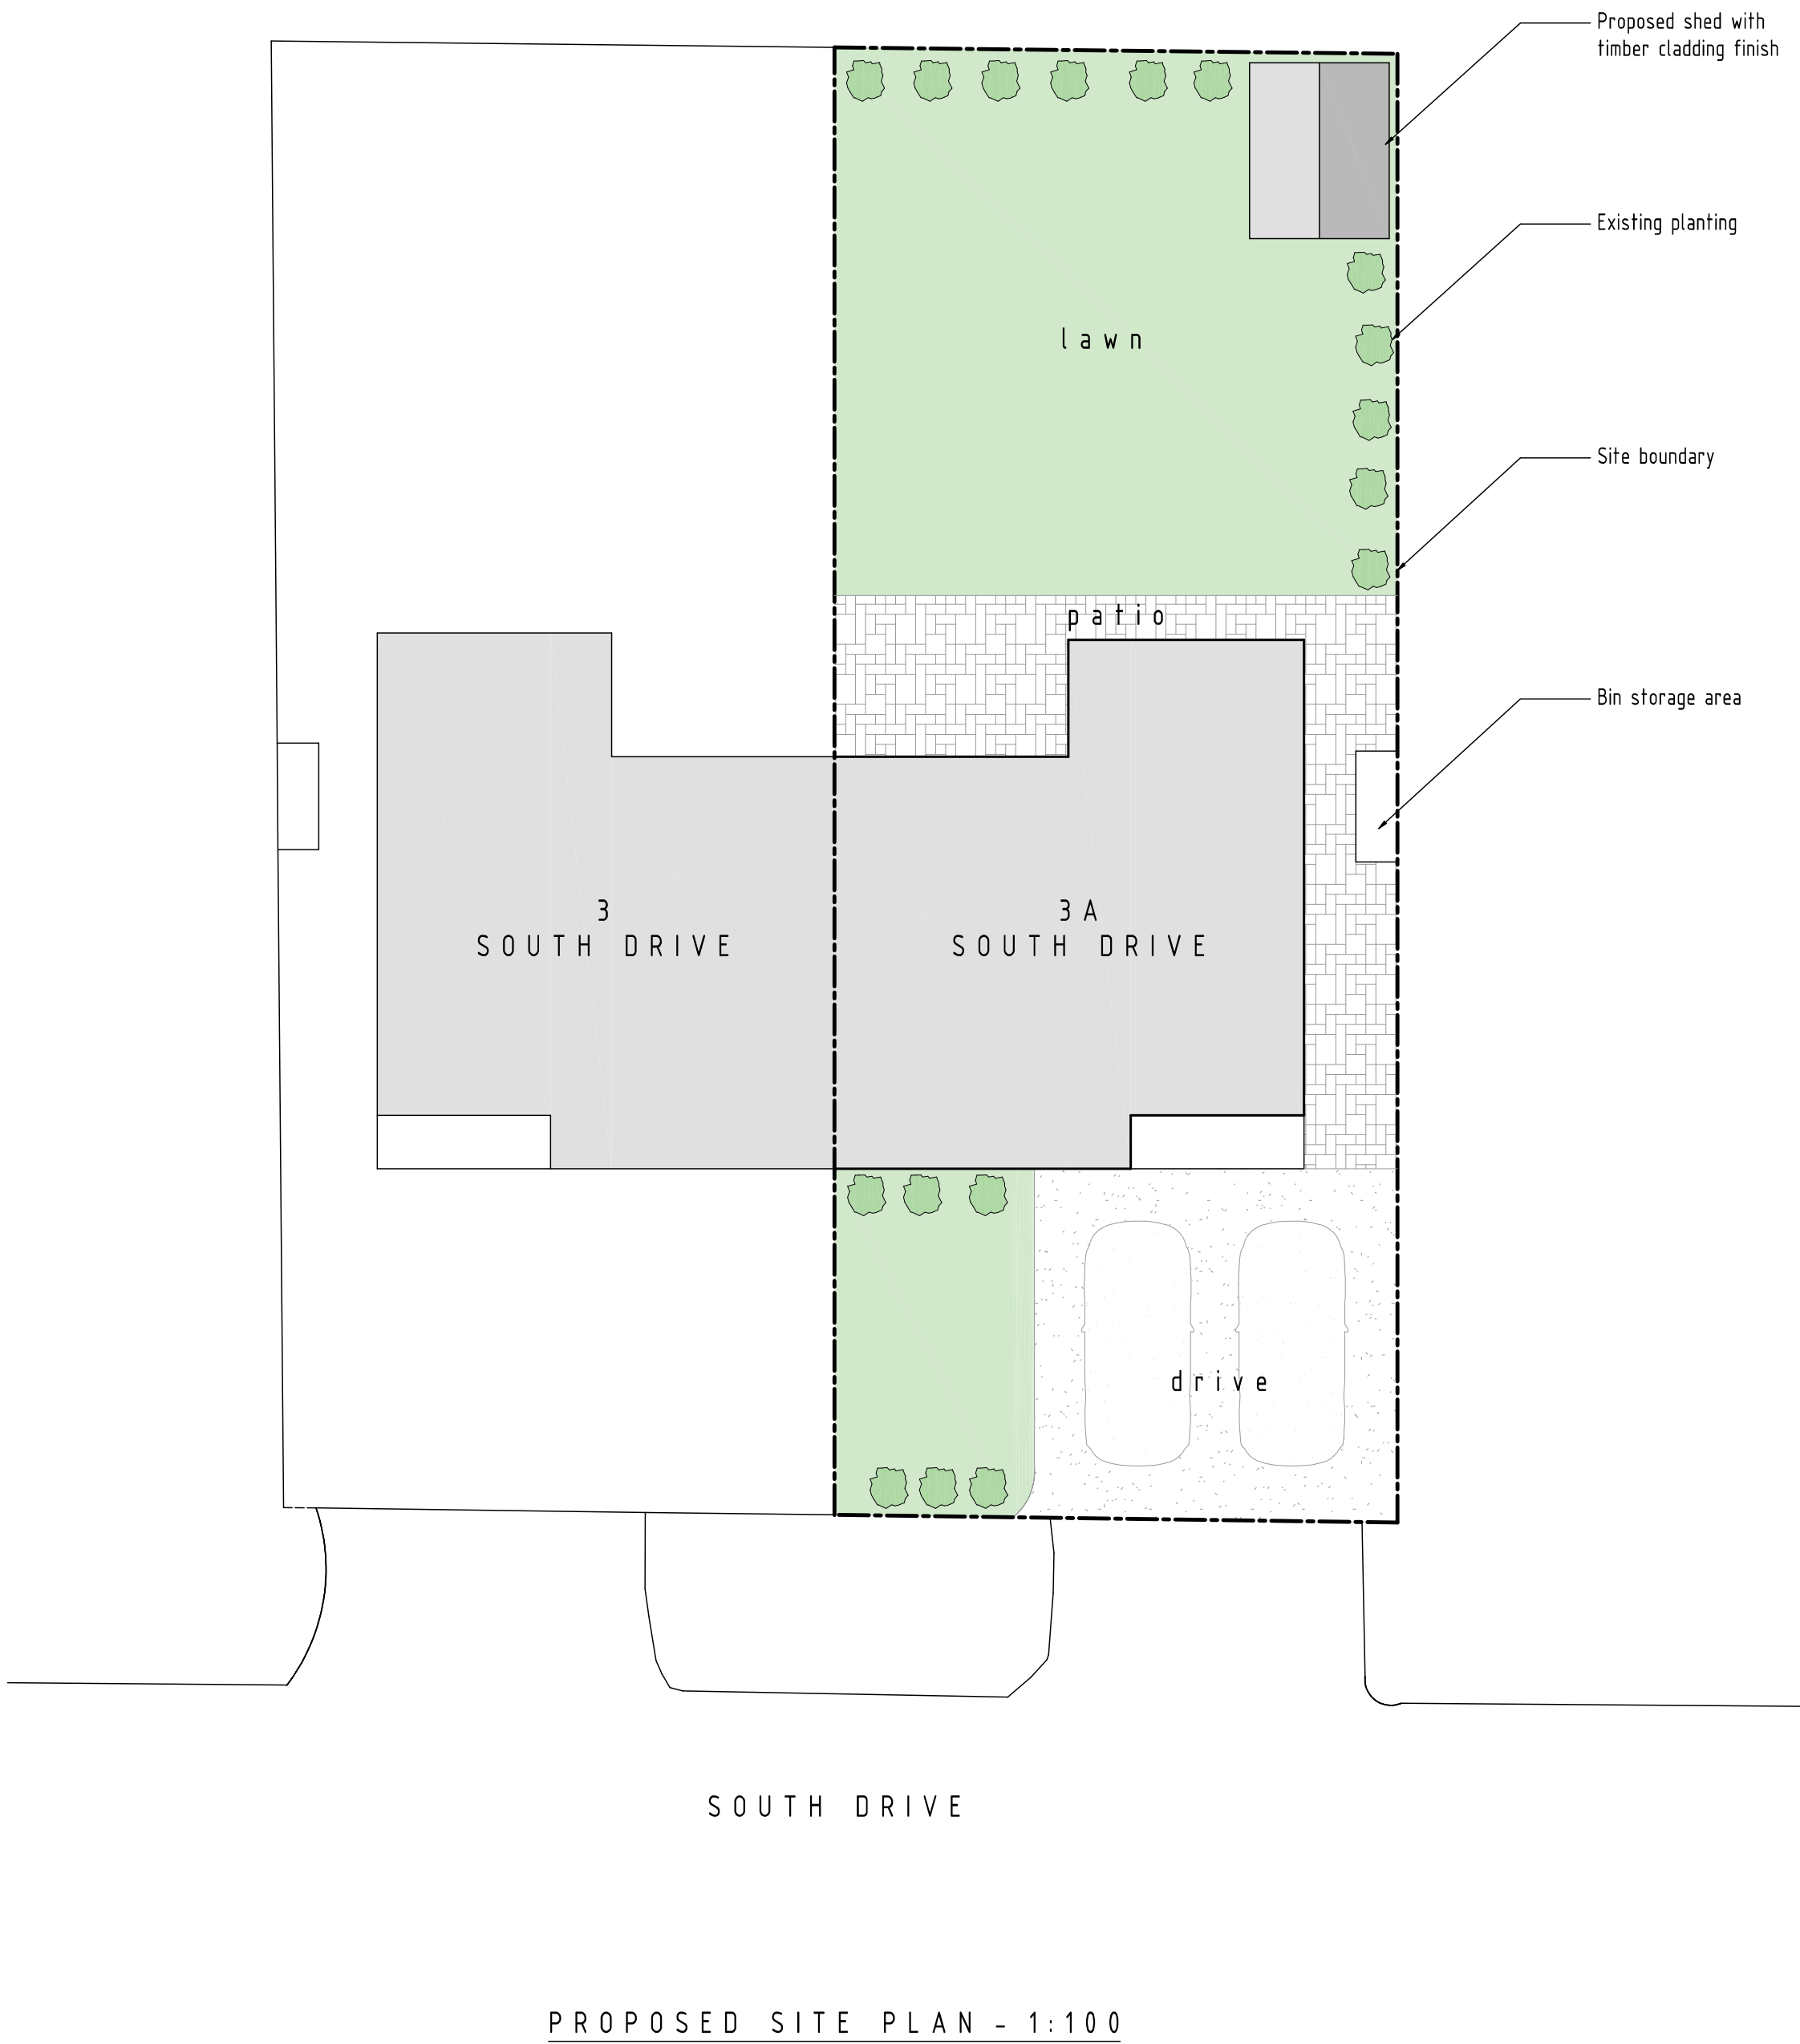 Proposed shed with
timber cladding finish
Existing planting
lawn
Site boundary
patio
Bin storage area
3
SOUTH DRIVE
3A
SOUTH DRIVE
drive
SOUTH DRIVE
PROPOSED SITE PLAN - 1:100